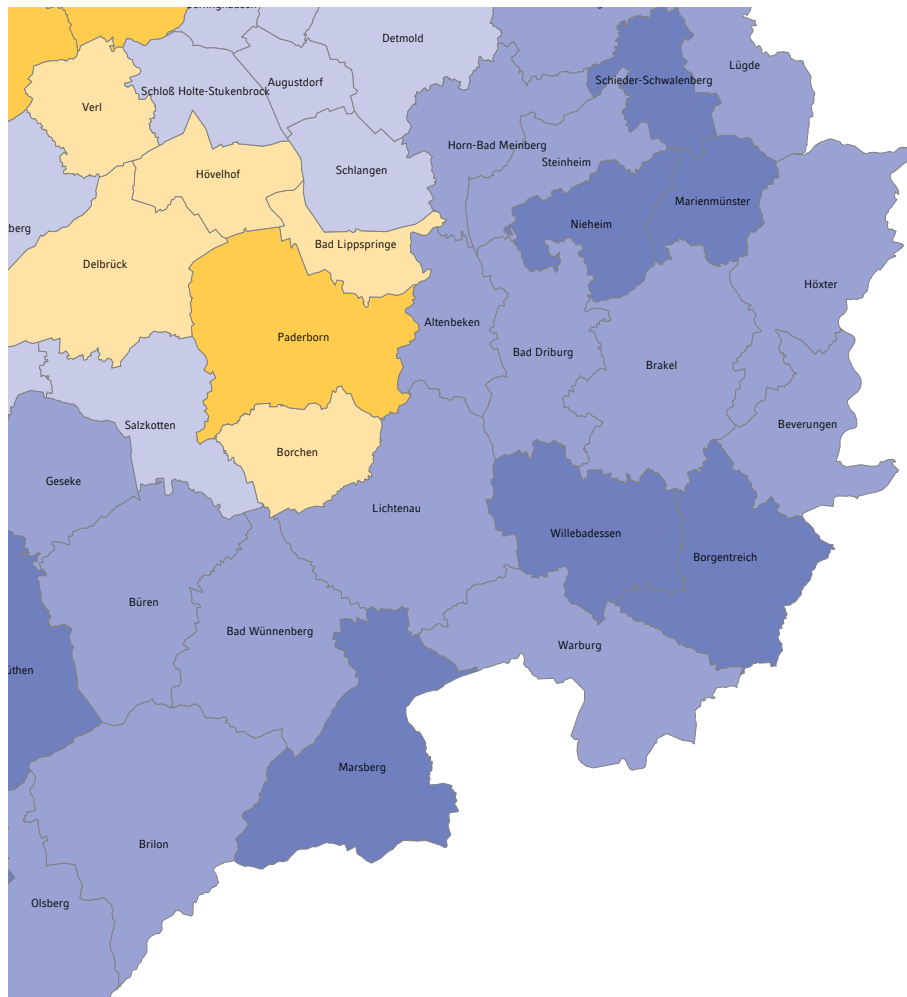 Detmold
Lügde
Schieder-Schwalenberg
Augustdorf
Schloß Holte-Stukenbrock
Verl
Horn-Bad Meinberg
Steinheim
Schlangen
Hövelhof
Marienmünster
Nieheim
berg
Bad Lippspringe
Delbrück
Höxter
Altenbeken
Paderborn
Bad Driburg
Brakel
Salzkotten
Beverungen
Borchen
Geseke
Lichtenau
Willebadessen
Borgentreich
Büren
Bad Wünnenberg
Warburg
üthen
Marsberg
Brilon
Olsberg